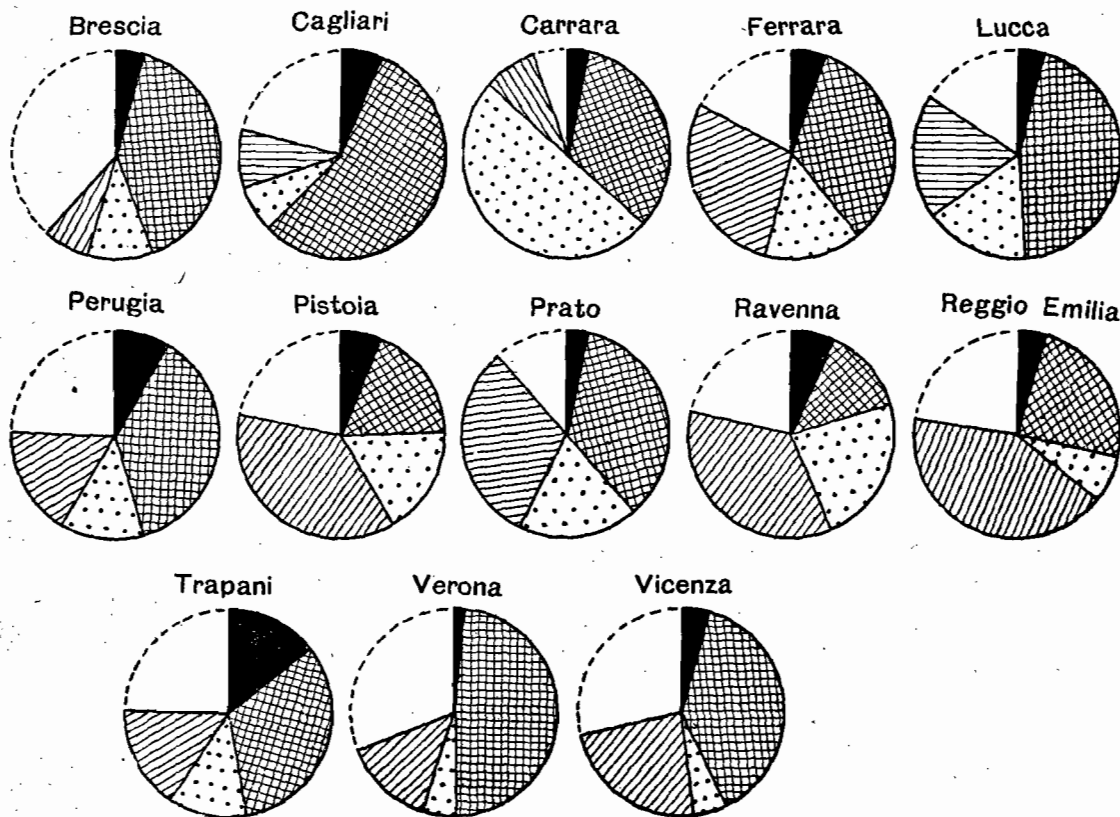 Brescia Cagliari Carrara Ferrara Lucca
Perugia Pistoia Prato Ravenna Reggio Emilia
Trapani Verona Vicenza